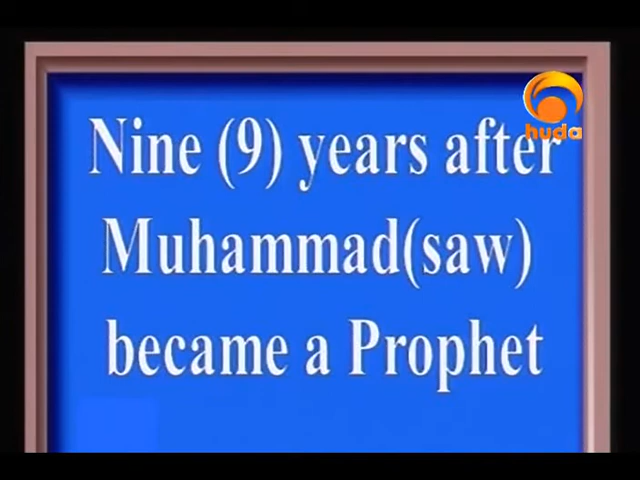 huda
Nine (9) years after
Muhammad(saw)
became a Prophet